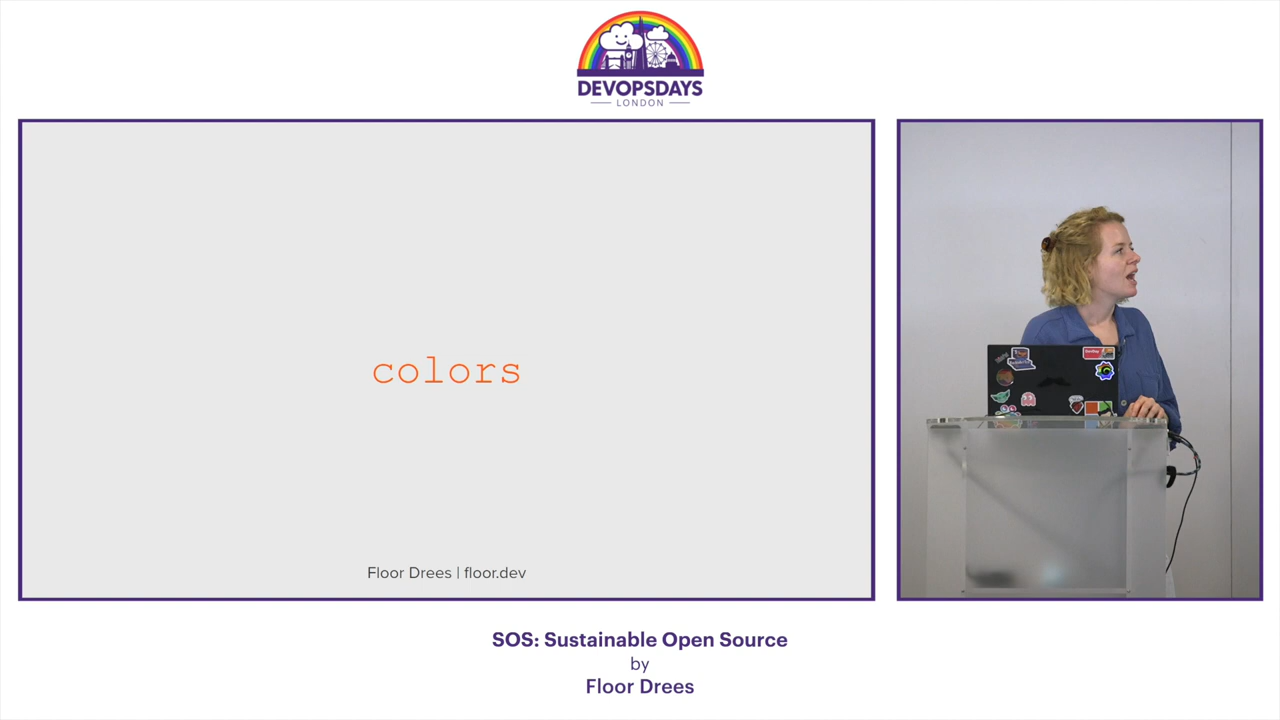 DEVOPSDAYS
LONDON
colors
Floor Drees | floor.dev
SOS: Sustainable Open Source
by
Floor Drees